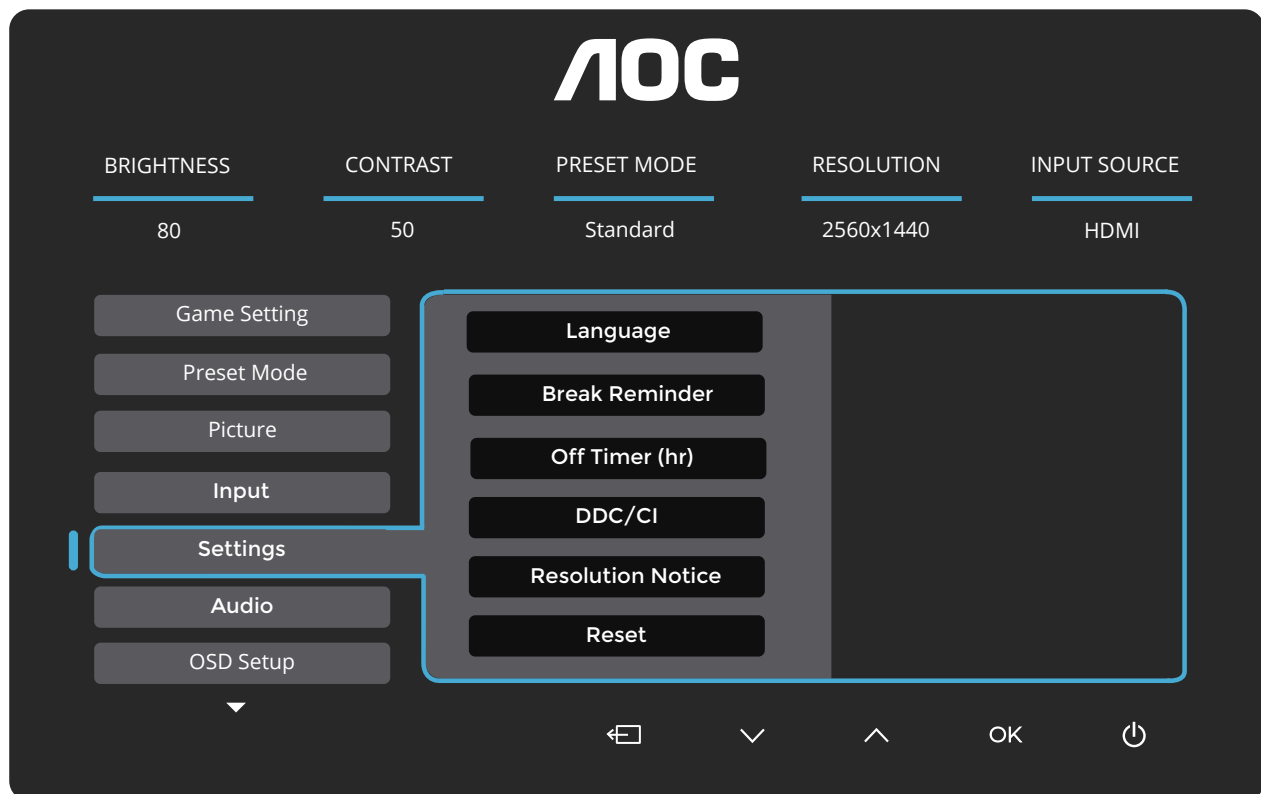 AOC
BRIGHTNESS CONTRAST PRESET MODE RESOLUTION INPUT SOURCE
80 50 Standard 2560x1440 HDMI
Game Setting
Preset Mode
Picture
Input
Settings
Audio
OSD Setup
Language
Break Reminder
Off Timer (hr)
DDC/CI
Resolution Notice
Reset
OK